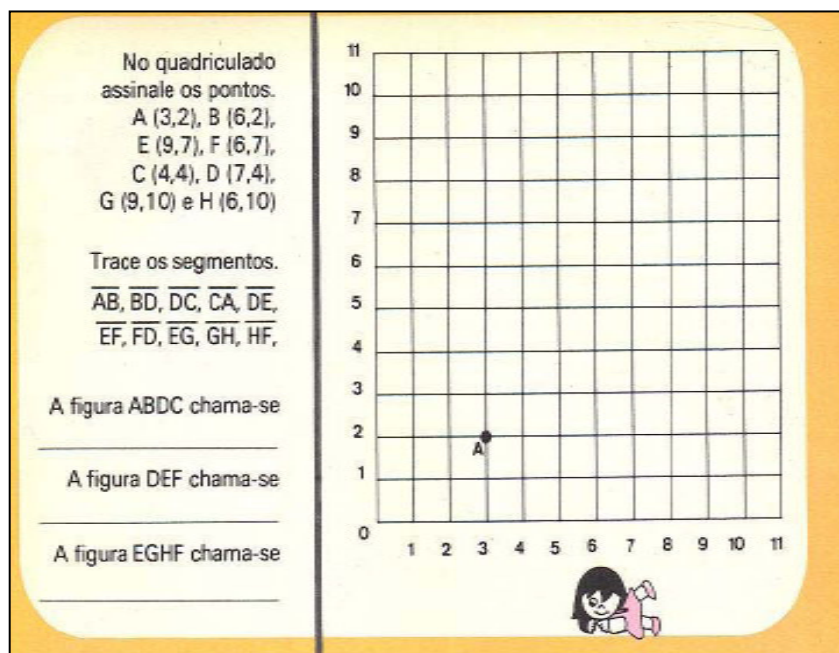 No quadriculado
assinale os pontos.
A (3,2), B (6,2),
E (9,7), F (6,7),
C (4,4), D (7,4),
G (9,10) e H (6,10)
Trace os segmentos.
AB, BD, DC, CA, DE,
EF, FD, EG, GH, HF,
A figura ABDC chama-se
A figura DEF chama-se
A figura EGHF chama-se
11
10
9
8
7
6
5
4
3
2
1
0
A
1 2 3 4 5 6 7 8 9 10 11